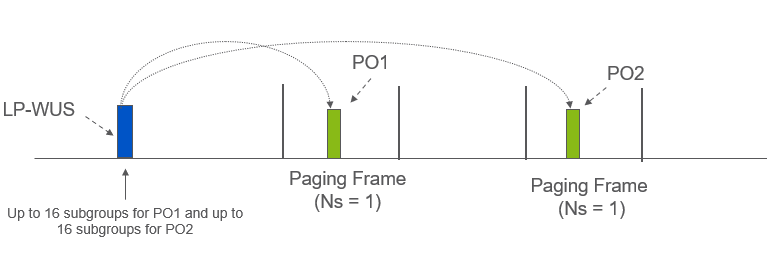 PO1
PO2
LP-WUS
Paging Frame
(Ns = 1)
Paging Frame
(Ns = 1)
Up to 16 subgroups for PO1 and up to
16 subgroups for PO2